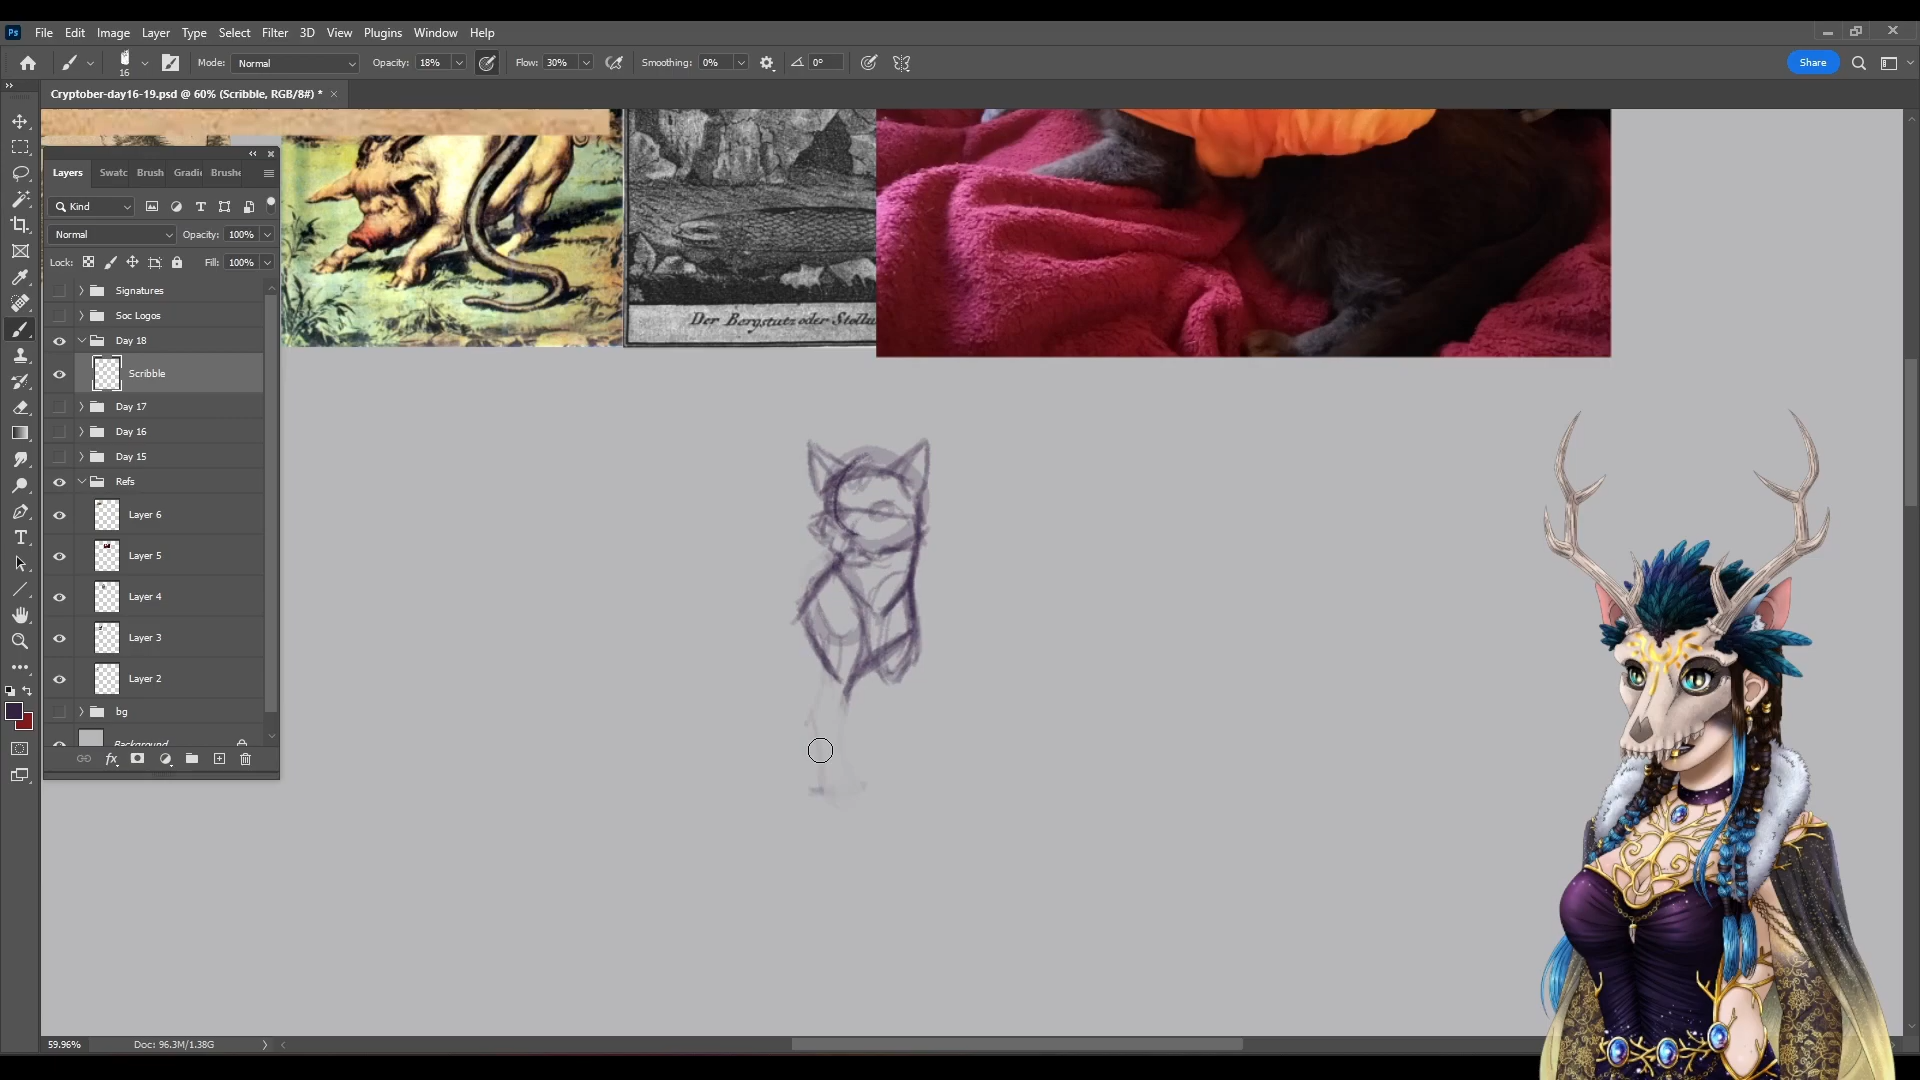 Ps File Edit Image Layer Type Select Filter 3D View Plugins Window Help
16 Mode: Normal Opacity: 18% Flow: 30% Smoothing: 0% 0° Share
Cryptober-day16-19.psd @ 60% (Scribble, RGB/8#) *
Layers Swatc Brush Gradi Brushe
Kind
Normal Opacity: 100%
Lock: Fill: 100%
Signatures
Soc Logos
Day 18
Scribble
Day 17
Day 16
Day 15
Refs
Layer 6
Layer 5
Layer 4
Layer 3
Layer 2
bg
Background
Der Bergstutz oder Stollu
59.96% Doc: 96.3M/1.38G